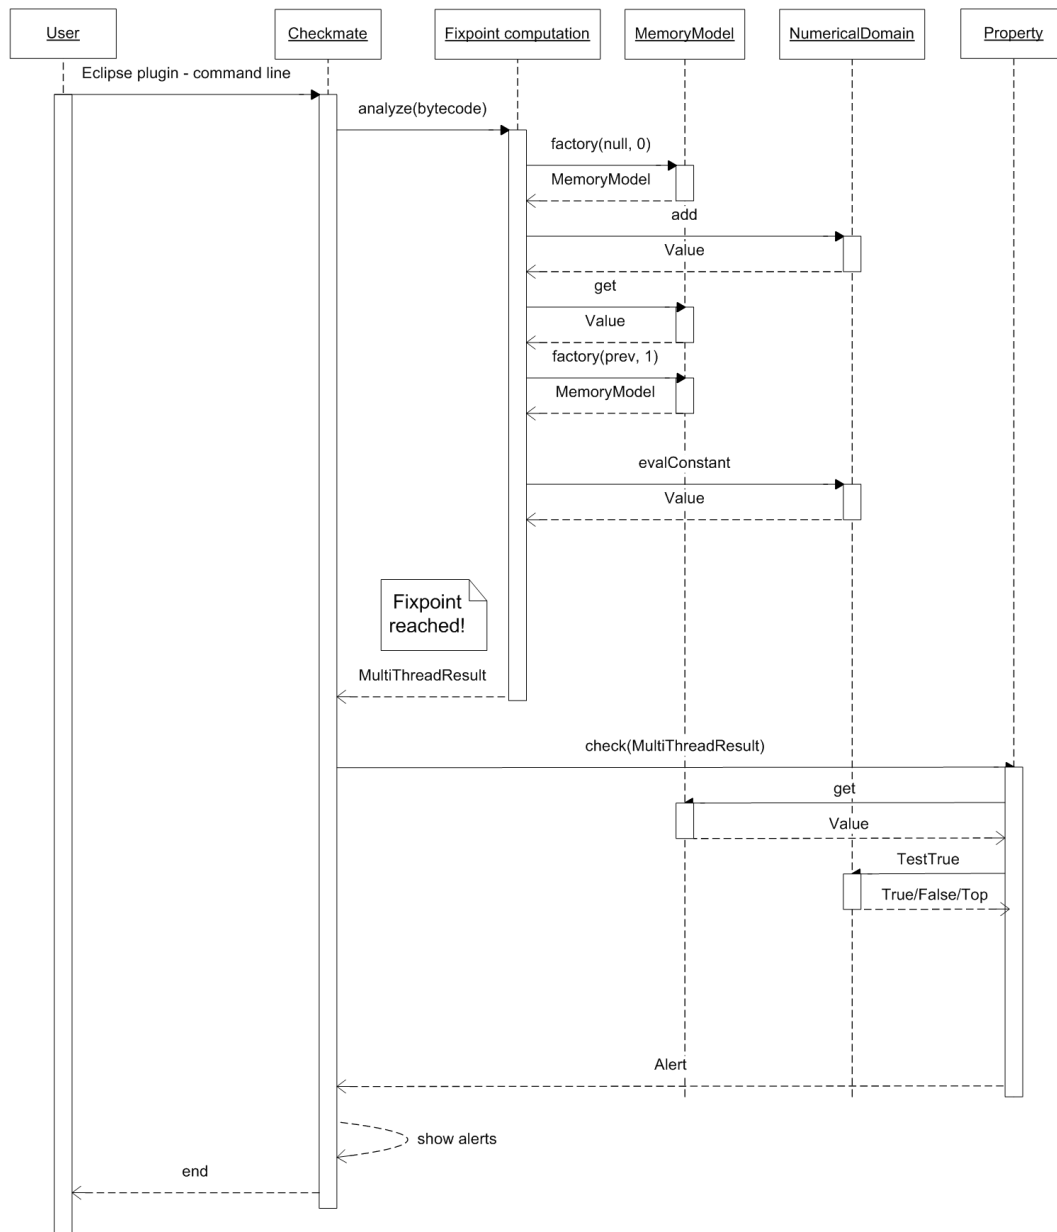 User
Checkmate
Fixpoint computation
MemoryModel
NumericalDomain
Property
Eclipse plugin - command line
analyze(bytecode)
factory(null, 0)
MemoryModel
add
Value
get
Value
factory(prev, 1)
MemoryModel
evalConstant
Value
Fixpoint
reached!
MultiThreadResult
check(MultiThreadResult)
get
Value
TestTrue
True/False/Top
Alert
show alerts
end